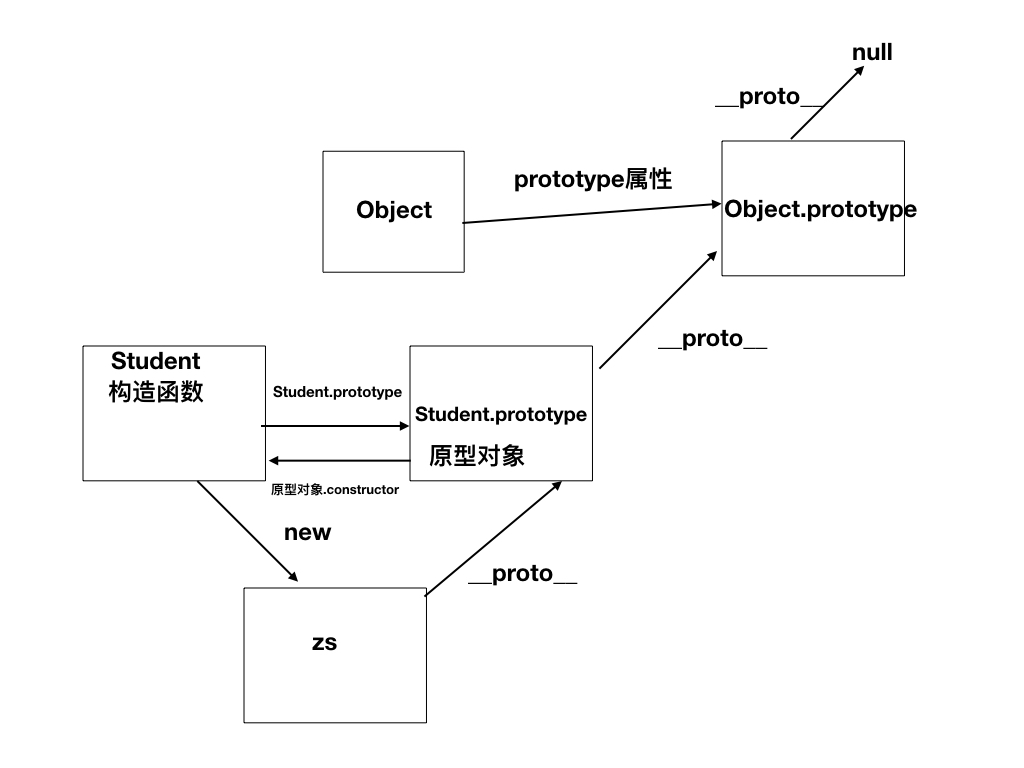 null
__proto__
prototype属性
Object
Object.prototype
__proto__
Student
构造函数
Student.prototype
Student.prototype
原型对象
原型对象.constructor
new
__proto__
zs